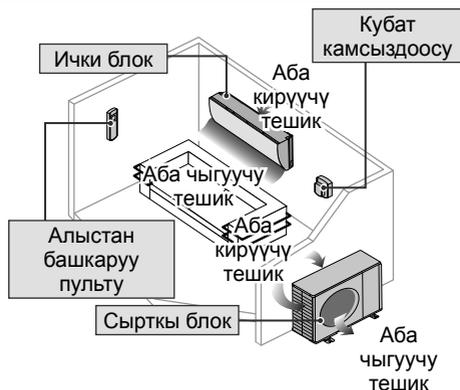 Кубат
камсыздоосу
Ички блок
Аба
кирүүчү
тешик
Аба чыгуучу
тешик
Аба
кирүүчү
тешик
Алыстан
башкаруу
пульту
Сырткы блок
Аба
чыгуучу
тешик